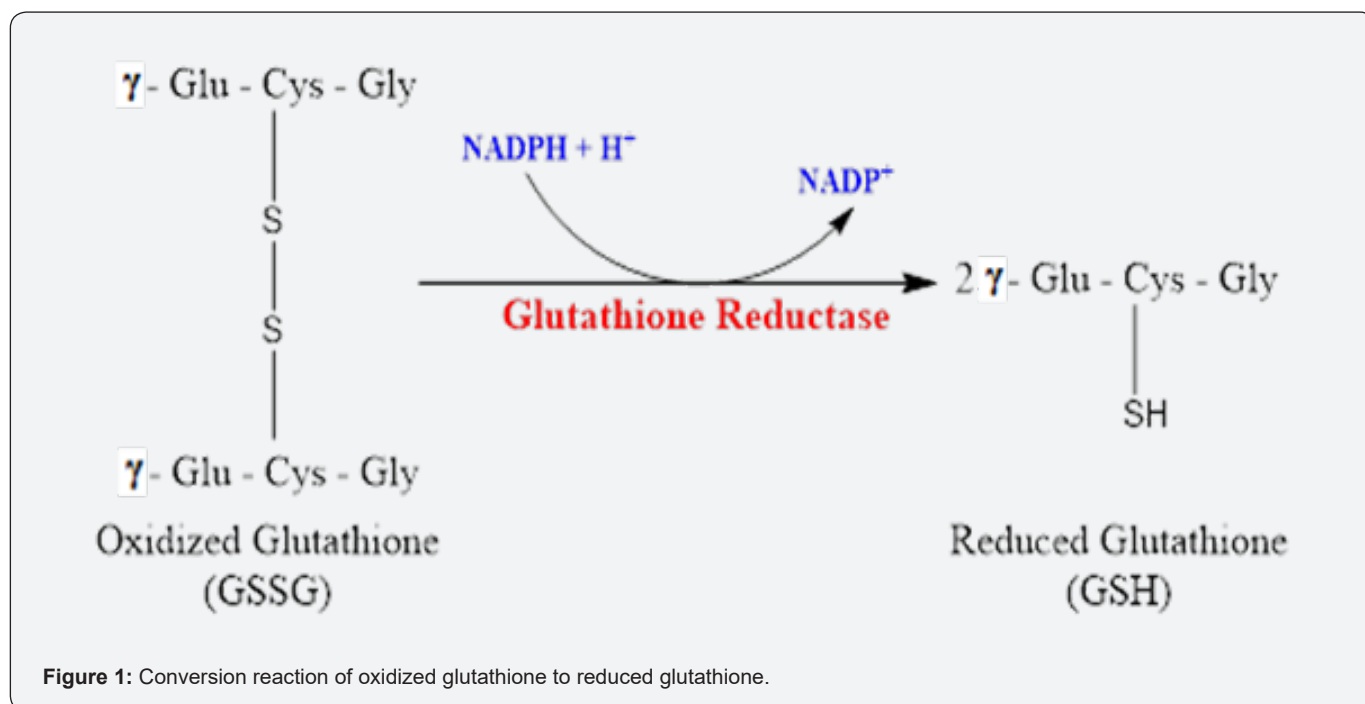 γ- Glu - Cys - Gly
S
S
γ- Glu - Cys - Gly
Oxidized Glutathione
(GSSG)
NADPH + H⁺
NADP⁺
Glutathione Reductase
2 γ- Glu - Cys - Gly
SH
Reduced Glutathione
(GSH)
Figure 1: Conversion reaction of oxidized glutathione to reduced glutathione.